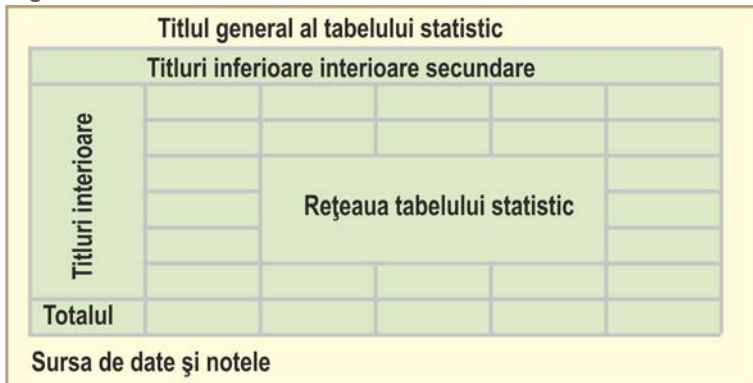 Titlul general al tabelului statistic
Titluri inferioare interioare secundare
Titluri interioare
Reţeaua tabelului statistic
Totalul
Sursa de date şi notele